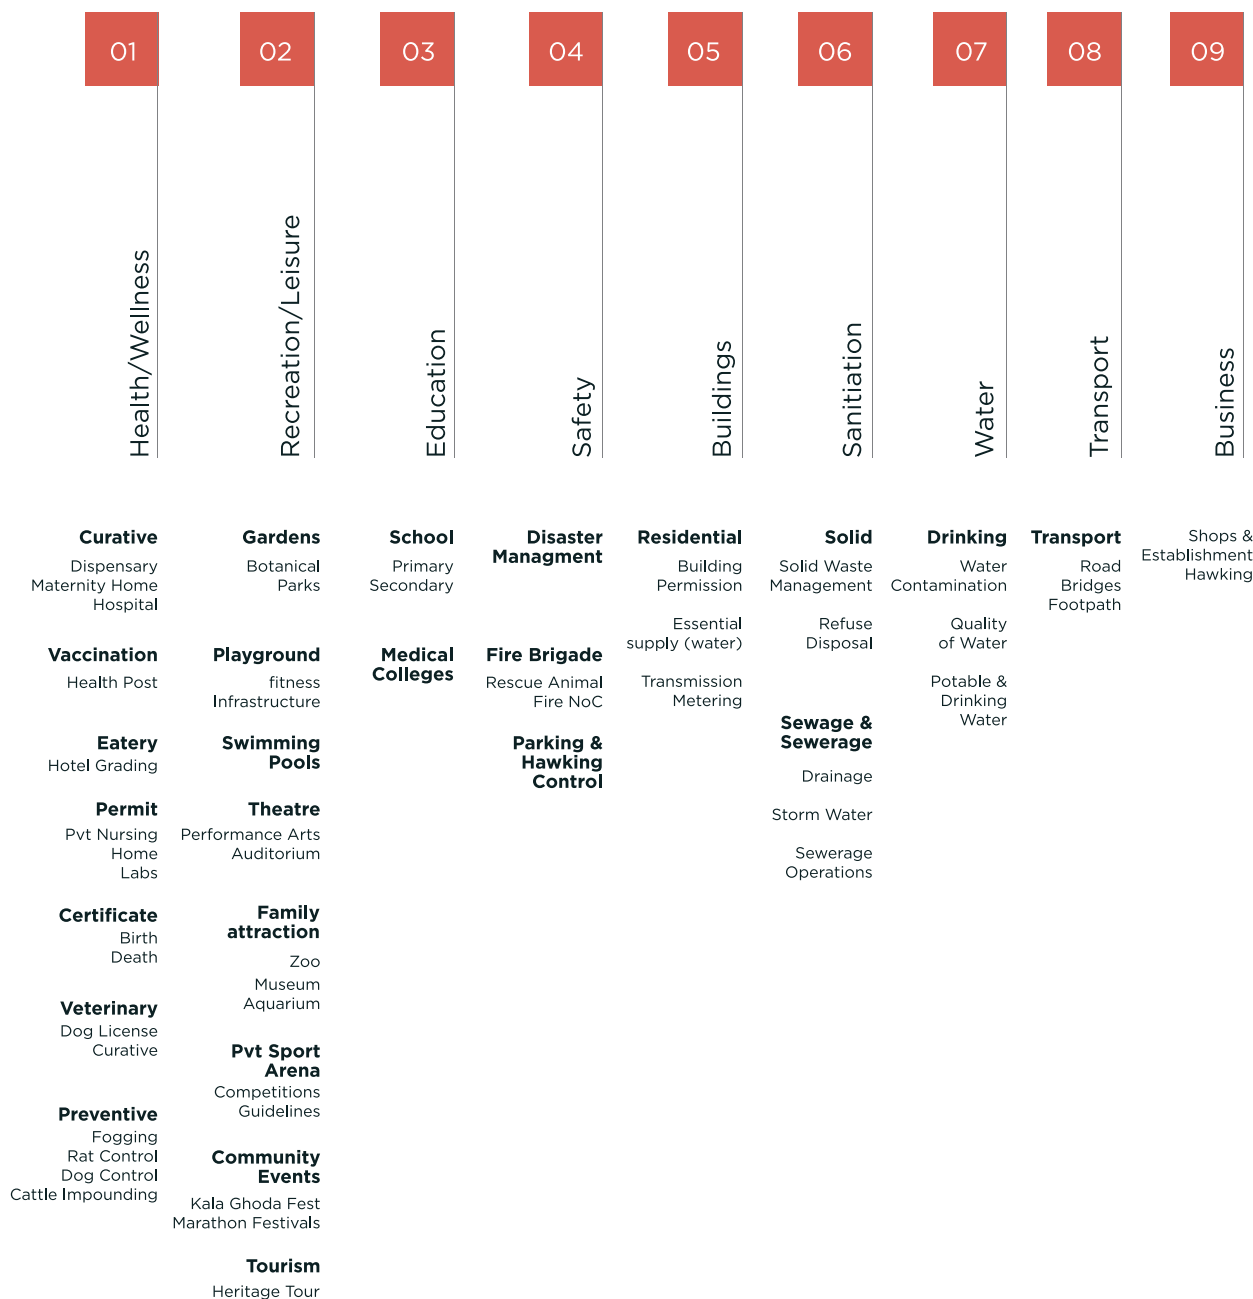 01
Health/Wellness
Curative
Dispensary
Maternity Home
Hospital
Vaccination
Health Post
Eatery
Hotel Grading
Permit
Pvt Nursing
Home
Labs
Certificate
Birth
Death
Veterinary
Dog License
Curative
Preventive
Fogging
Rat Control
Dog Control
Cattle Impounding
02
Recreation/Leisure
Gardens
Botanical
Parks
Playground
fitness
Infrastructure
Swimming
Pools
Theatre
Performance Arts
Auditorium
Family
attraction
Zoo
Museum
Aquarium
Pvt Sport
Arena
Competitions
Guidelines
Community
Events
Kala Ghoda Fest
Marathon Festivals
Tourism
Heritage Tour
03
Education
School
Primary
Secondary
Medical
Colleges
04
Safety
Disaster
Managment
Fire Brigade
Rescue Animal
Fire NoC
Parking &
Hawking
Control
05
Buildings
Residential
Building
Permission
Essential
supply (water)
Transmission
Metering
06
Sanitiation
Solid
Solid Waste
Management
Refuse
Disposal
Sewage &
Sewerage
Drainage
Storm Water
Sewerage
Operations
07
Water
Drinking
Water
Contamination
Quality
of Water
Potable &
Drinking
Water
08
Transport
Transport
Road
Bridges
Footpath
09
Business
Shops &
Establishment
Hawking